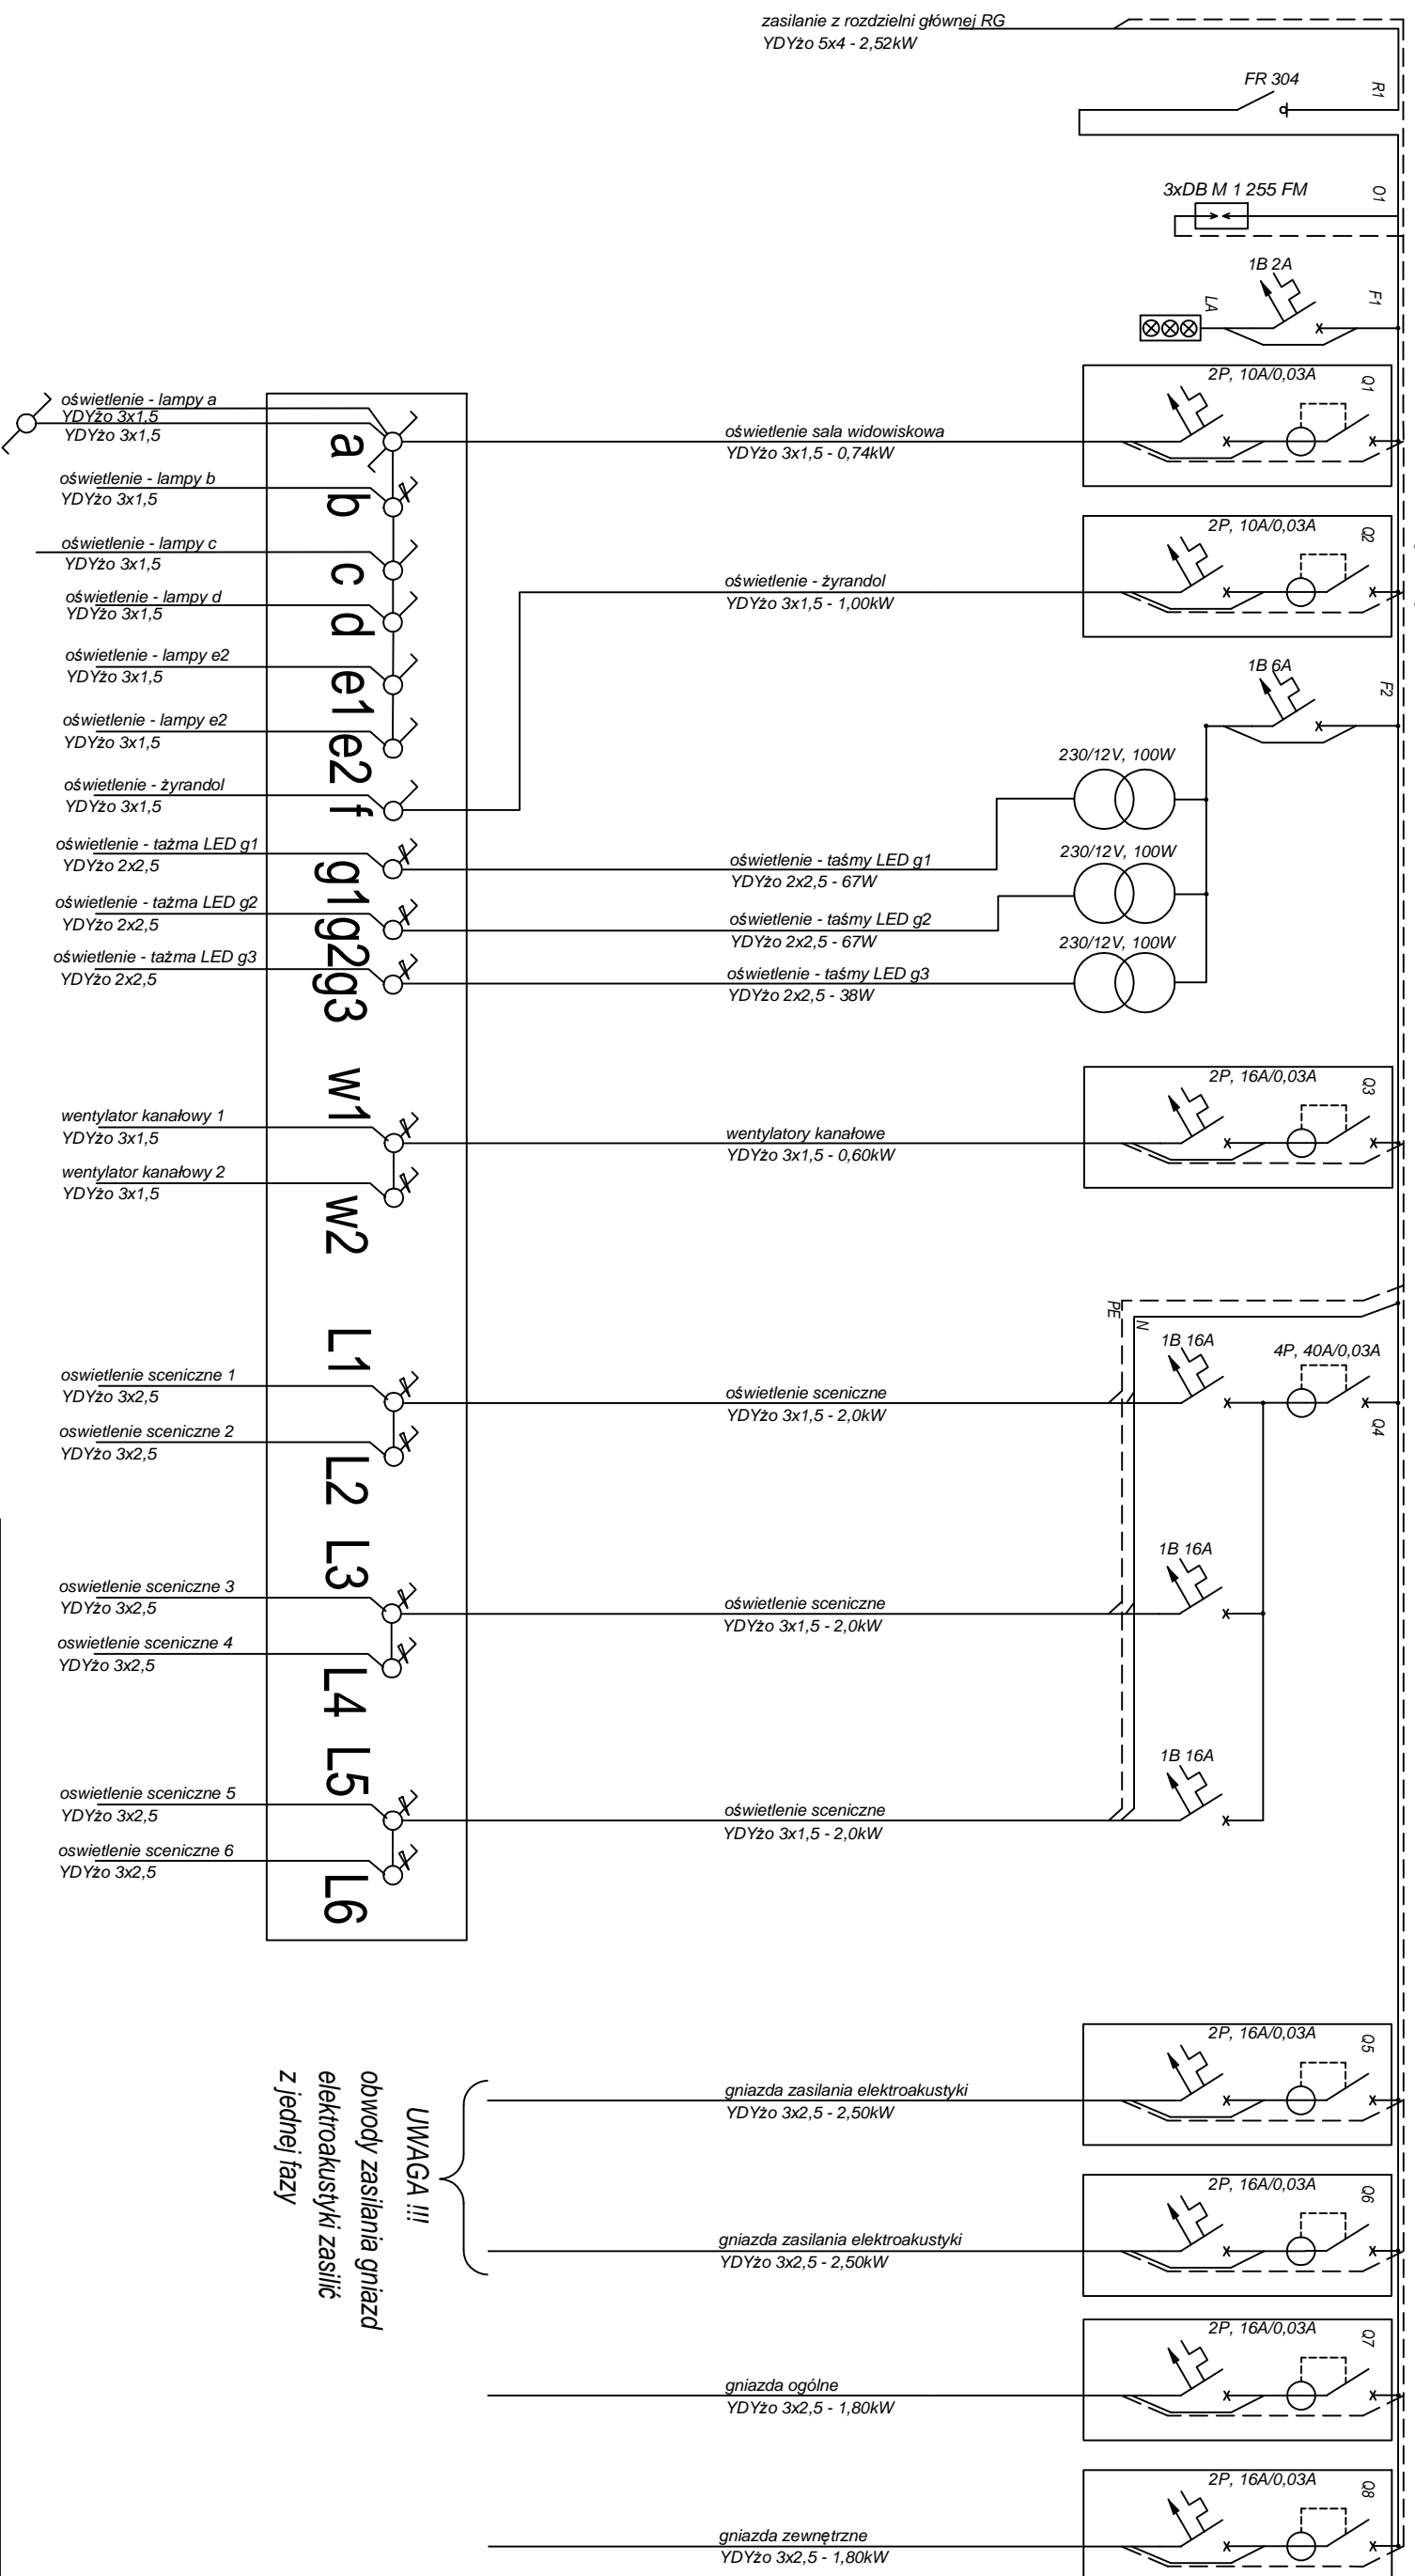 zasilanie z rozdzielni głównej RG
YDYżo 5x4 - 2,52kW
FR 304
R1
3xDB M 1 255 FM
O1
1B 2A
F1
LA
2P, 10A/0,03A
Q1
oświetlenie - lampy a
YDYżo 3x1,5
YDYżo 3x1,5
a
oświetlenie sala widowiskowa
YDYżo 3x1,5 - 0,74kW
oświetlenie - lampy b
YDYżo 3x1,5
b
2P, 10A/0,03A
Q2
oświetlenie - lampy c
YDYżo 3x1,5
c
oświetlenie - żyrandol
YDYżo 3x1,5 - 1,00kW
oświetlenie - lampy d
YDYżo 3x1,5
d
oświetlenie - lampy e2
YDYżo 3x1,5
e1
1B 6A
F2
oświetlenie - lampy e2
YDYżo 3x1,5
e2
230/12V, 100W
oświetlenie - żyrandol
YDYżo 3x1,5
f
oświetlenie - tażma LED g1
YDYżo 2x2,5
g1
oświetlenie - taśmy LED g1
YDYżo 2x2,5 - 67W
230/12V, 100W
oświetlenie - tażma LED g2
YDYżo 2x2,5
g2
oświetlenie - taśmy LED g2
YDYżo 2x2,5 - 67W
230/12V, 100W
oświetlenie - tażma LED g3
YDYżo 2x2,5
g3
oświetlenie - taśmy LED g3
YDYżo 2x2,5 - 38W
2P, 16A/0,03A
Q3
wentylator kanałowy 1
YDYżo 3x1,5
w1
wentylatory kanałowe
YDYżo 3x1,5 - 0,60kW
wentylator kanałowy 2
YDYżo 3x1,5
w2
PE
N
1B 16A
4P, 40A/0,03A
Q4
oswietlenie sceniczne 1
YDYżo 3x2,5
L1
oświetlenie sceniczne
YDYżo 3x1,5 - 2,0kW
oswietlenie sceniczne 2
YDYżo 3x2,5
L2
1B 16A
oswietlenie sceniczne 3
YDYżo 3x2,5
L3
oświetlenie sceniczne
YDYżo 3x1,5 - 2,0kW
oswietlenie sceniczne 4
YDYżo 3x2,5
L4
1B 16A
oswietlenie sceniczne 5
YDYżo 3x2,5
L5
oświetlenie sceniczne
YDYżo 3x1,5 - 2,0kW
oswietlenie sceniczne 6
YDYżo 3x2,5
L6
2P, 16A/0,03A
Q5
gniazda zasilania elektroakustyki
YDYżo 3x2,5 - 2,50kW
UWAGA !!!
obwody zasilania gniazd
elektroakustyki zasilić
z jednej fazy
2P, 16A/0,03A
Q6
gniazda zasilania elektroakustyki
YDYżo 3x2,5 - 2,50kW
2P, 16A/0,03A
Q7
gniazda ogólne
YDYżo 3x2,5 - 1,80kW
2P, 16A/0,03A
Q8
gniazda zewnętrzne
YDYżo 3x2,5 - 1,80kW